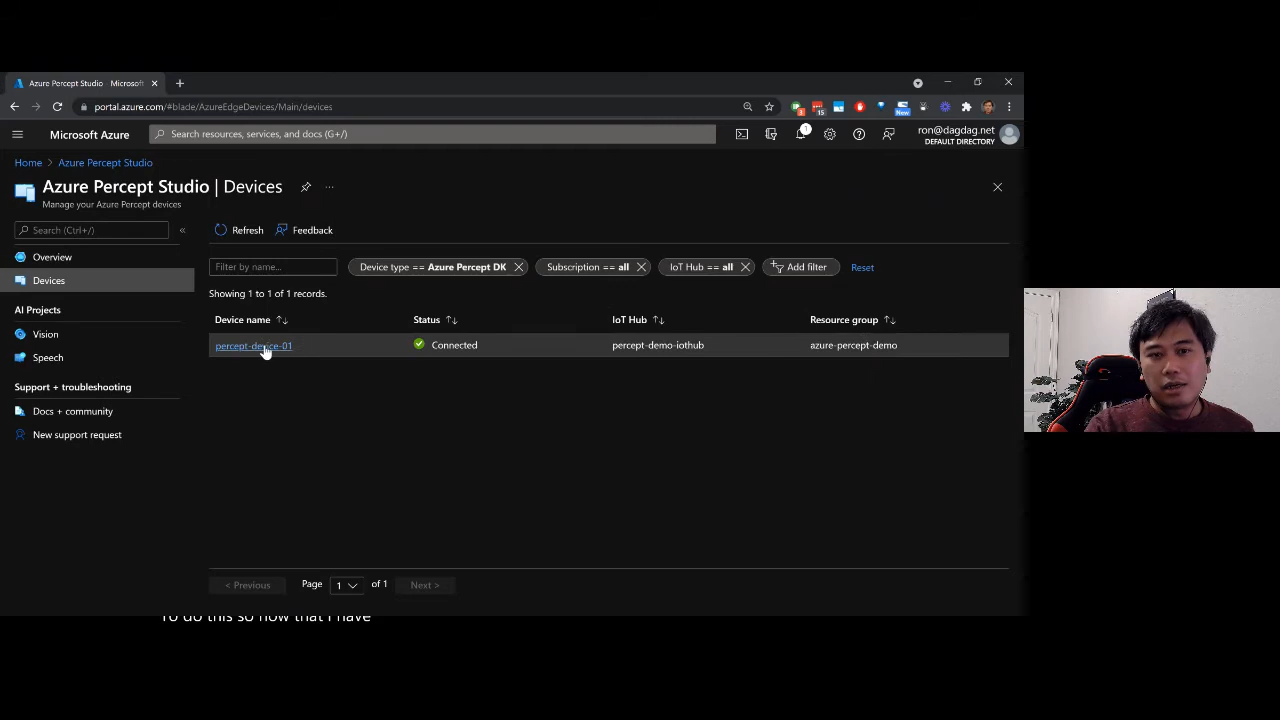 Azure Percept Studio - Microsoft
portal.azure.com/#blade/AzureEdgeDevices/Main/devices
New
15
Microsoft Azure
Search resources, services, and docs (G+/)
1
ron@dagdag.net
DEFAULT DIRECTORY
Home > Azure Percept Studio
Azure Percept Studio | Devices
Manage your Azure Percept devices
Search (Ctrl+/)
Refresh
Feedback
Overview
Devices
AI Projects
Vision
Speech
Support + troubleshooting
Docs + community
New support request
Filter by name...
Device type == Azure Percept DK
Subscription == all
IoT Hub == all
Add filter
Reset
Showing 1 to 1 of 1 records.
Device name
Status
IoT Hub
Resource group
percept-device-01
Connected
percept-demo-iothub
azure-percept-demo
< Previous
Page 1 of 1
Next >
To do this so now that I have